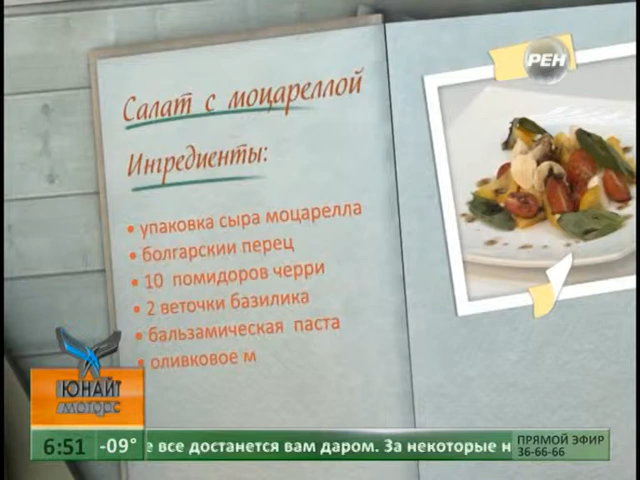 РЕН
Салат с моцареллой
Ингредиенты:
• упаковка сыра моцарелла
• болгарскии перец
• 10 помидоров черри
• 2 веточки базилика
• бальзамическая паста
• оливковое м
ЮНАЙТ
МОТОРС
6:51 -09° е все достанется вам даром. За некоторые н
ПРЯМОЙ ЭФИР
36-66-66